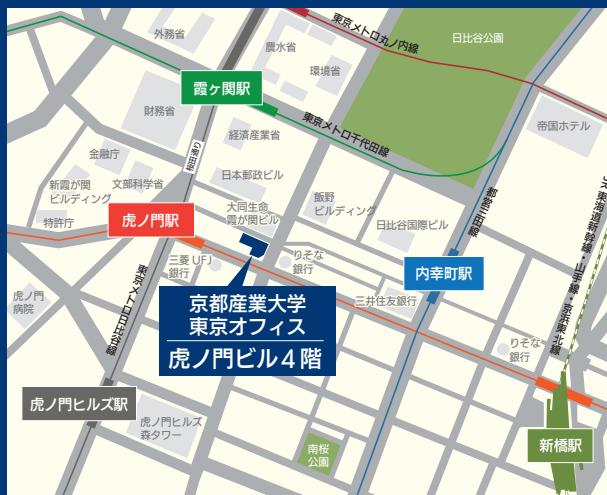 外務省
農水省
東京メトロ丸ノ内線
日比谷公園
環境省
霞ヶ関駅
財務省
東京メトロ千代田線
帝国ホテル
経済産業省
桜田通り
金融庁
日本郵政ビル
新霞が関
ビルディング
文部科学省
大同生命
霞が関ビル
飯野
ビルディング
都営三田線
JR東海道新幹線・山手線・京浜東北線
特許庁
虎ノ門駅
日比谷国際ビル
三菱UFJ
銀行
りそな
銀行
内幸町駅
東京メトロ日比谷線
虎ノ門
病院
京都産業大学
東京オフィス
虎ノ門ビル4階
三井住友銀行
りそな
銀行
虎ノ門ヒルズ駅
虎ノ門ヒルズ
森タワー
南桜
公園
新橋駅